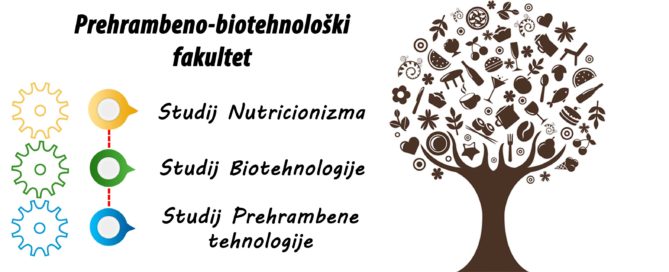 Prehrambeno-biotehnološki
fakultet
Studij Nutricionizma
Studij Biotehnologije
Studij Prehrambene
tehnologije